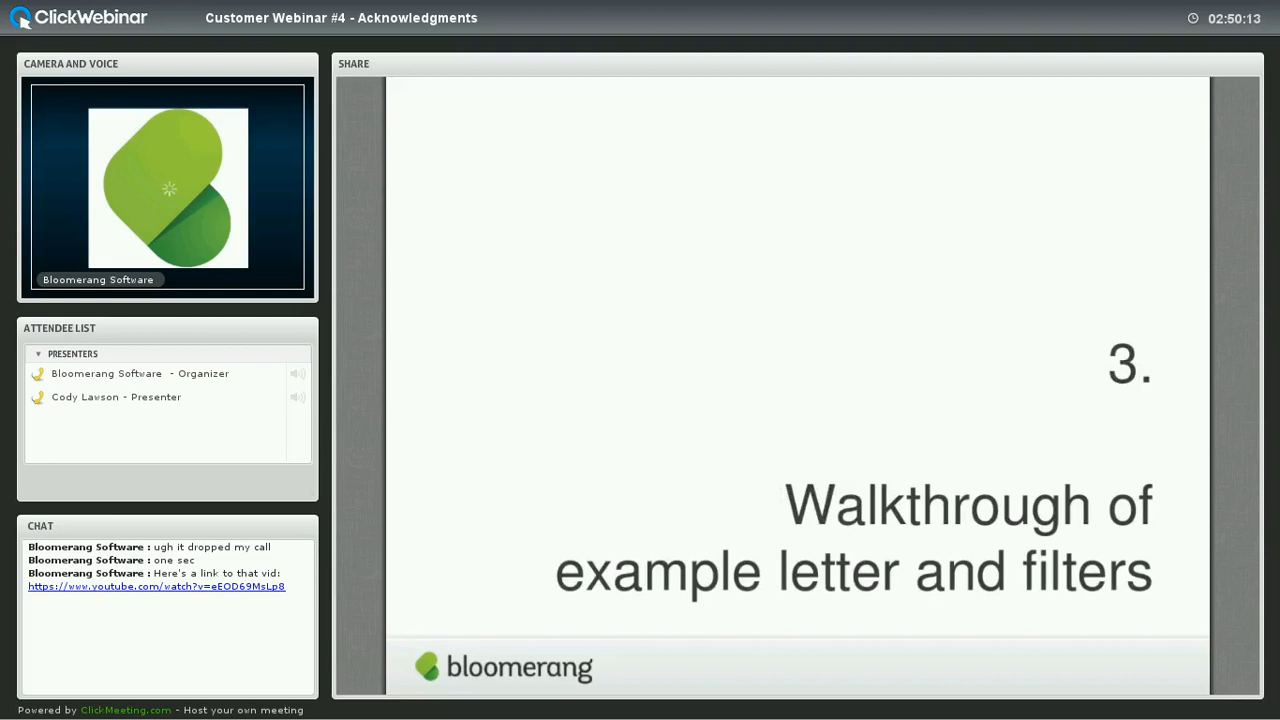 ClickWebinar
Customer Webinar #4 - Acknowledgments
02:50:13
CAMERA AND VOICE
Bloomerang Software
ATTENDEE LIST
PRESENTERS
Bloomerang Software - Organizer
Cody Lawson - Presenter
CHAT
Bloomerang Software : ugh it dropped my call
Bloomerang Software : one sec
Bloomerang Software : Here's a link to that vid:
https://www.youtube.com/watch?v=eEOD69MsLp8
SHARE
3.
Walkthrough of
example letter and filters
bloomerang
Powered by ClickMeeting.com - Host your own meeting